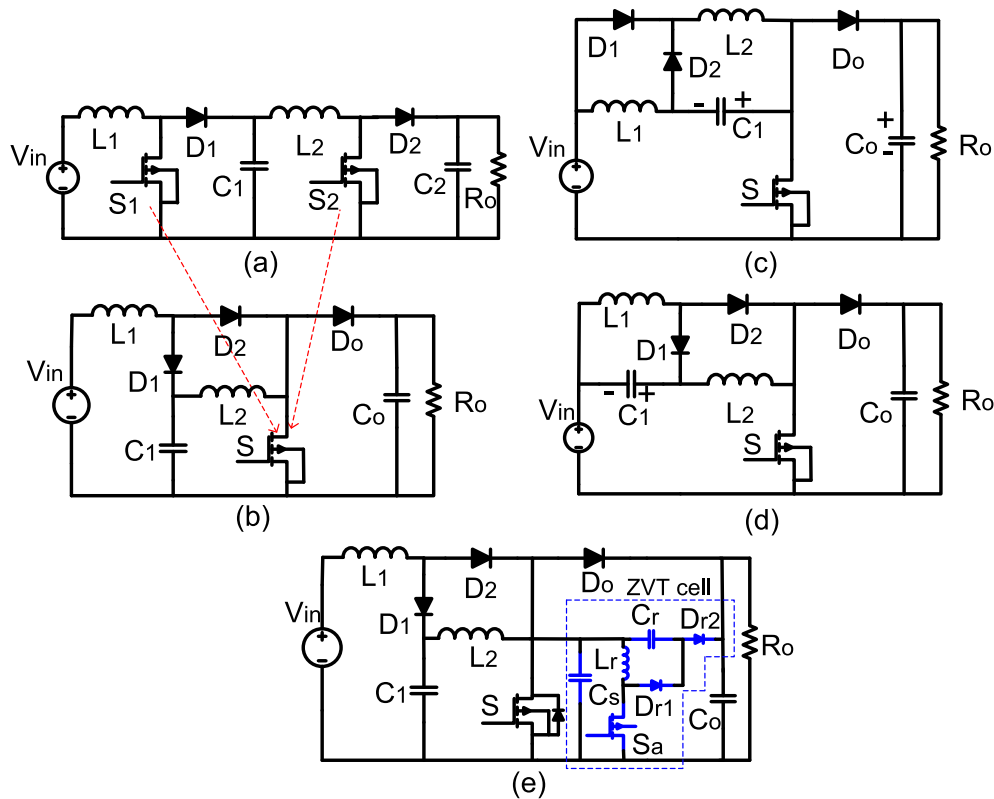 L1 D1 L2 D2
Vin S1 C1 S2 C2 Ro
(a)
D1 L2 Do
D2
L1 - + C1
Vin S Co + - Ro
(c)
L1 D2 Do
Vin D1 L2
C1 S Co Ro
(b)
L1 D2 Do
D1
Vin - + C1 L2
S Co Ro
(d)
L1 D2 Do ZVT cell
Vin D1 Cr Dr2
L2 Lr Ro
C1 Cs Dr1
S Sa Co
(e)